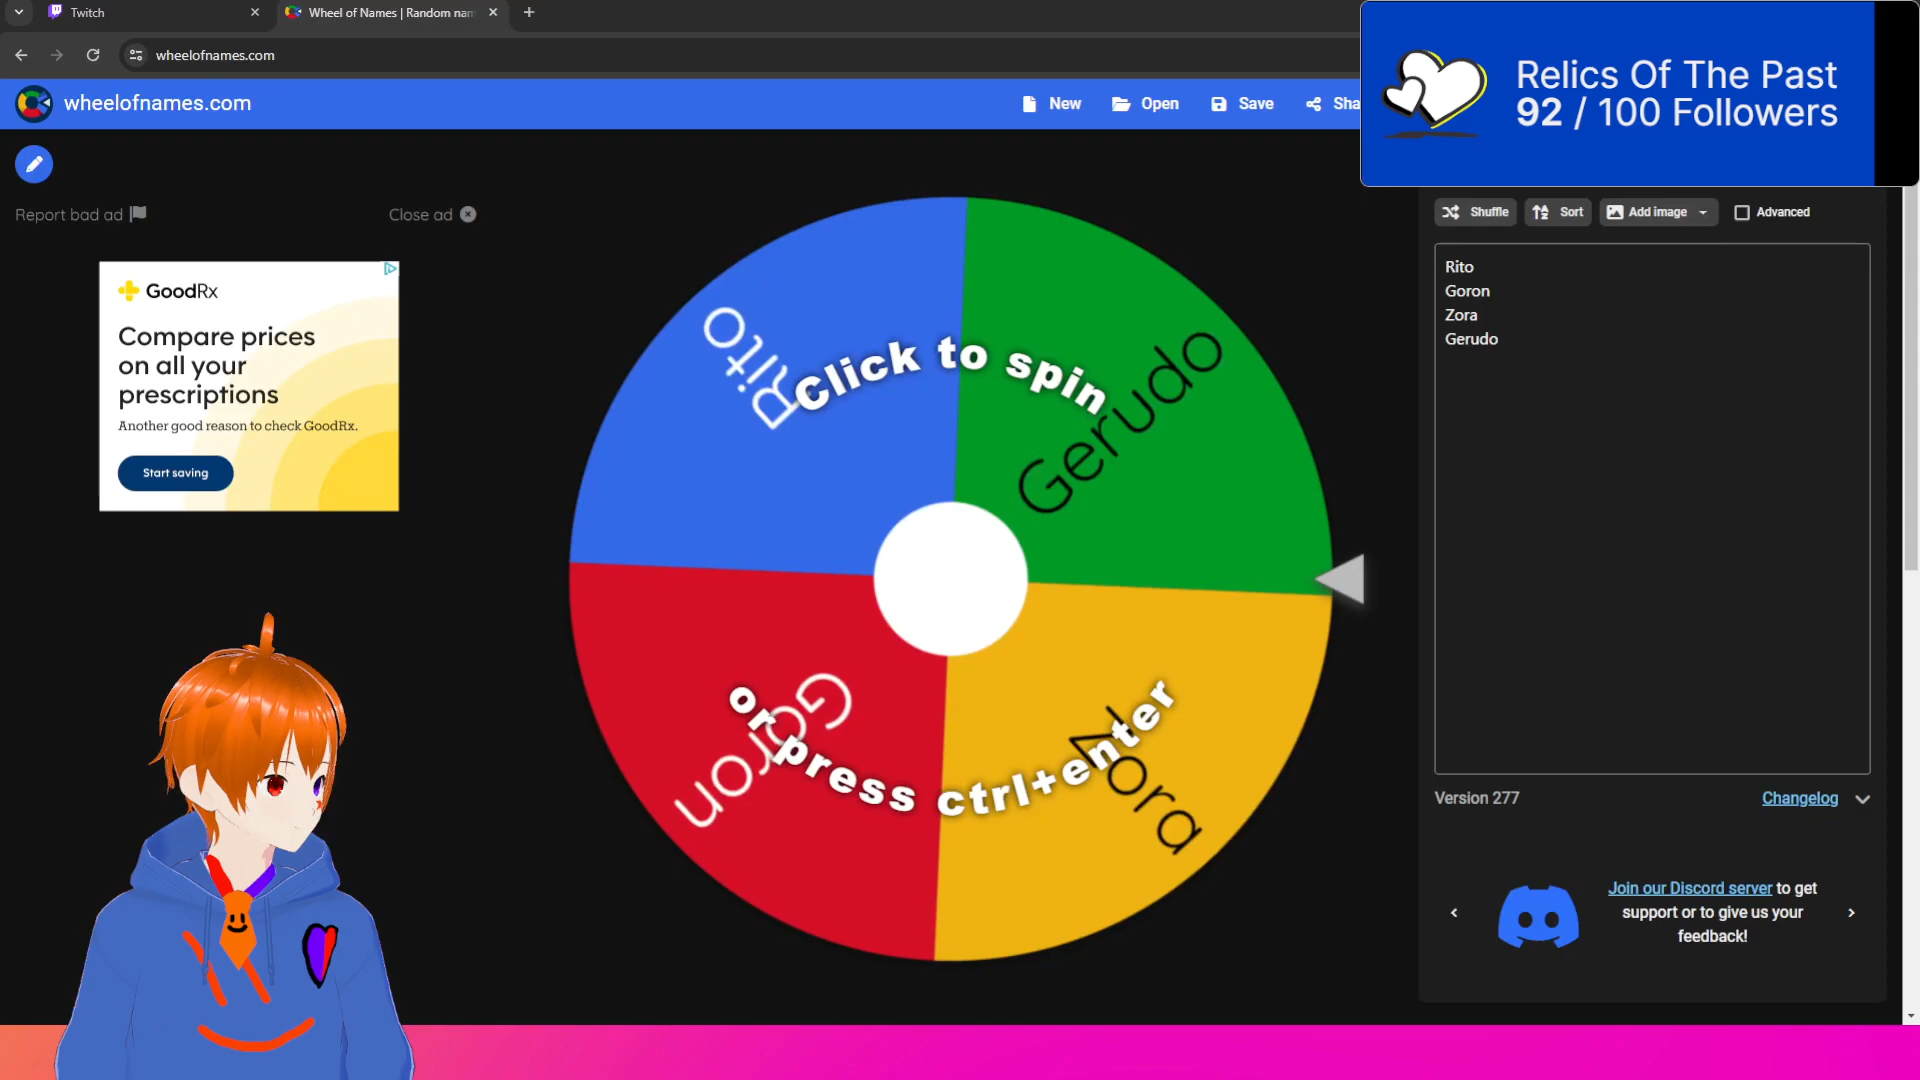 Twitch
Wheel of Names | Random nam
wheelofnames.com
wheelofnames.com
New
Open
Save
Sha
Relics Of The Past
92 / 100 Followers
Report bad ad
Close ad
Shuffle
Sort
Add image
Advanced
GoodRx
Compare prices
on all your
prescriptions
Another good reason to check GoodRx.
Start saving
Rito
Gerudo
Click to spin
Goron
Zora
or press ctrl+enter
Rito
Goron
Zora
Gerudo
Version 277
Changelog
Join our Discord server to get
support or to give us your
feedback!